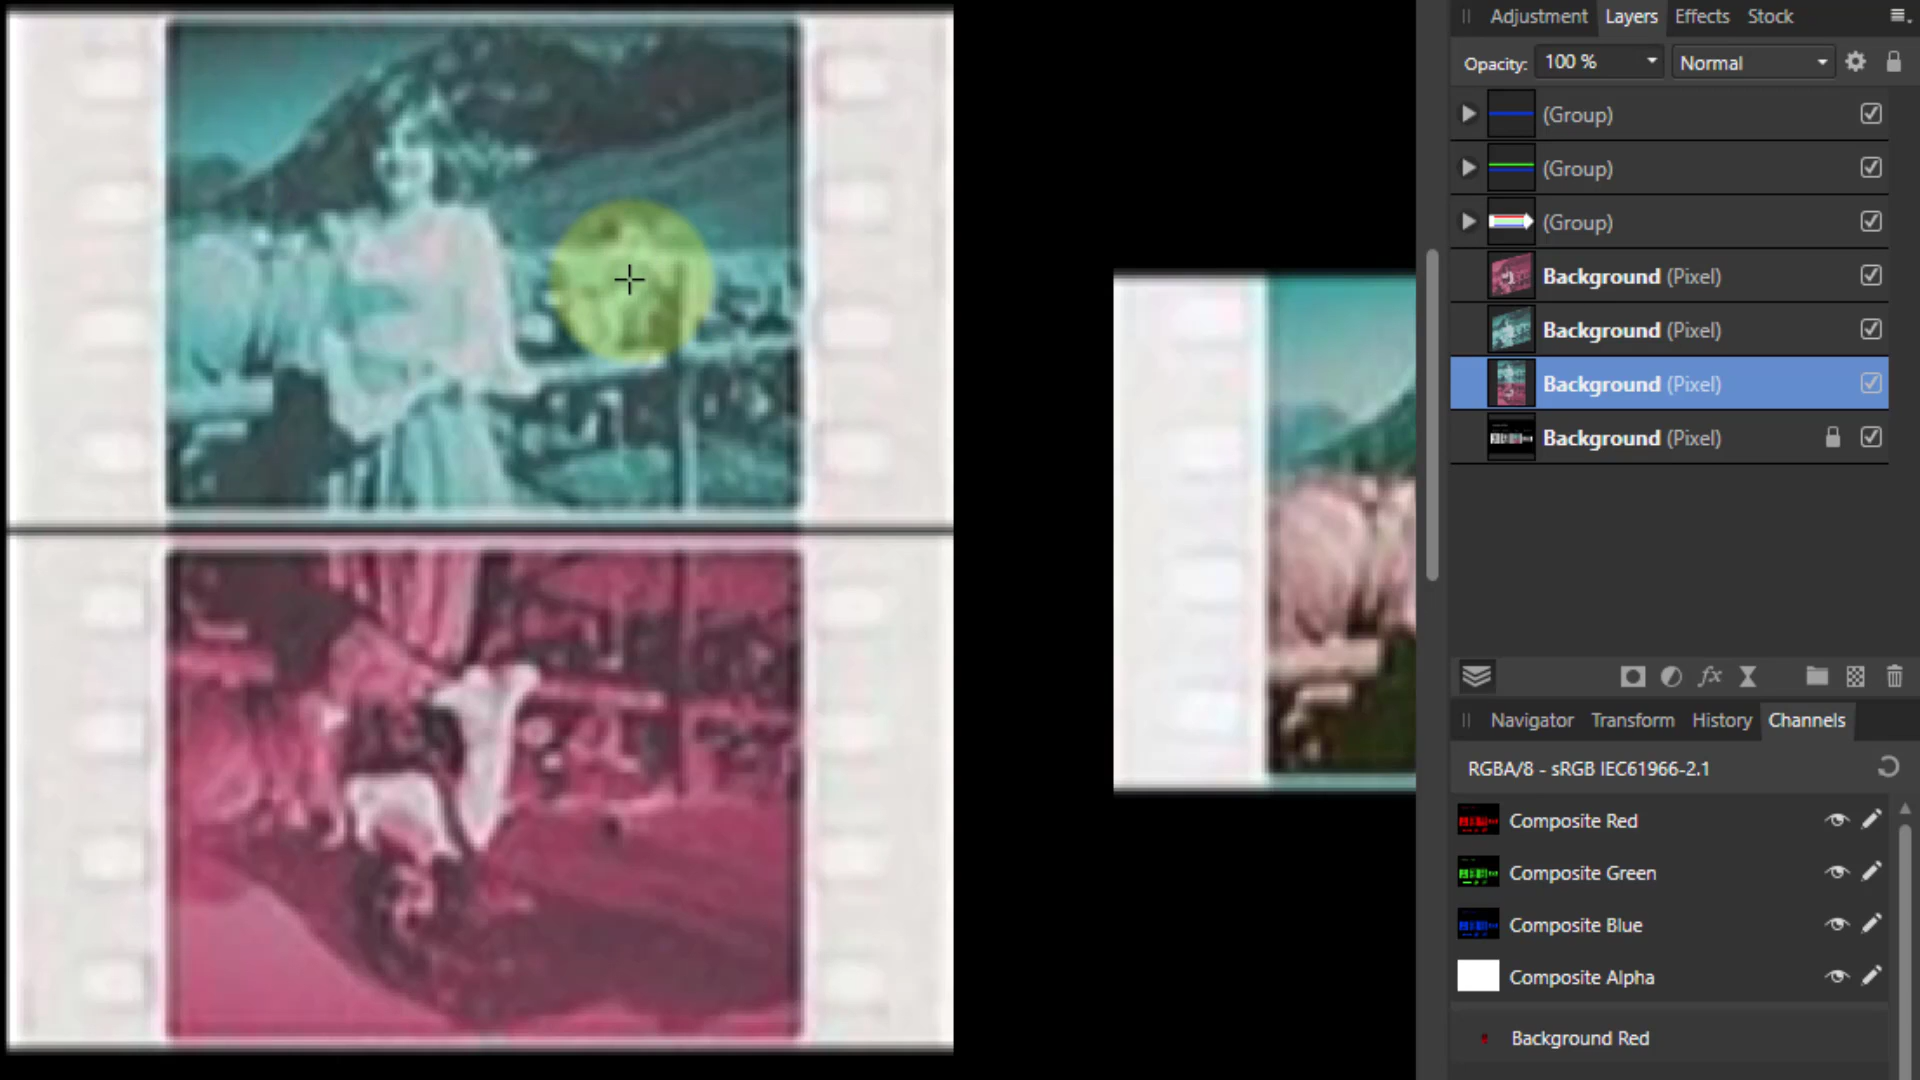 Adjustment Layers Effects Stock
Opacity: 100 % Normal
(Group)
(Group)
(Group)
Background (Pixel)
Background (Pixel)
Background (Pixel)
Background (Pixel)
fx
Navigator Transform History Channels
RGBA/8 - sRGB IEC61966-2.1
Composite Red
Composite Green
Composite Blue
Composite Alpha
Background Red